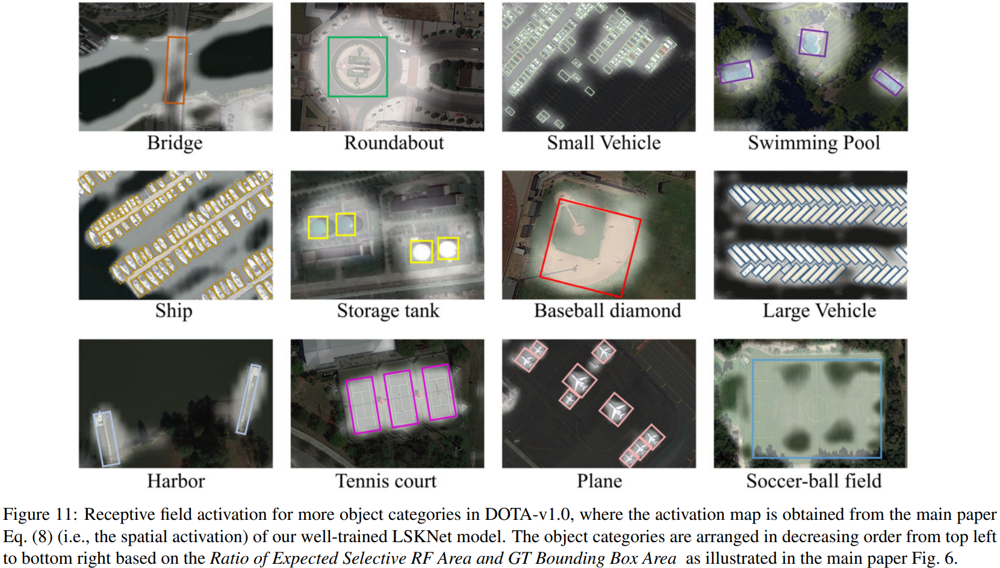 Bridge
Roundabout
Small Vehicle
Swimming Pool
Ship
Storage tank
Baseball diamond
Large Vehicle
Harbor
Tennis court
Plane
Soccer-ball field
Figure 11: Receptive field activation for more object categories in DOTA-v1.0, where the activation map is obtained from the main paper
Eq. (8) (i.e., the spatial activation) of our well-trained LSKNet model. The object categories are arranged in decreasing order from top left
to bottom right based on the Ratio of Expected Selective RF Area and GT Bounding Box Area as illustrated in the main paper Fig. 6.